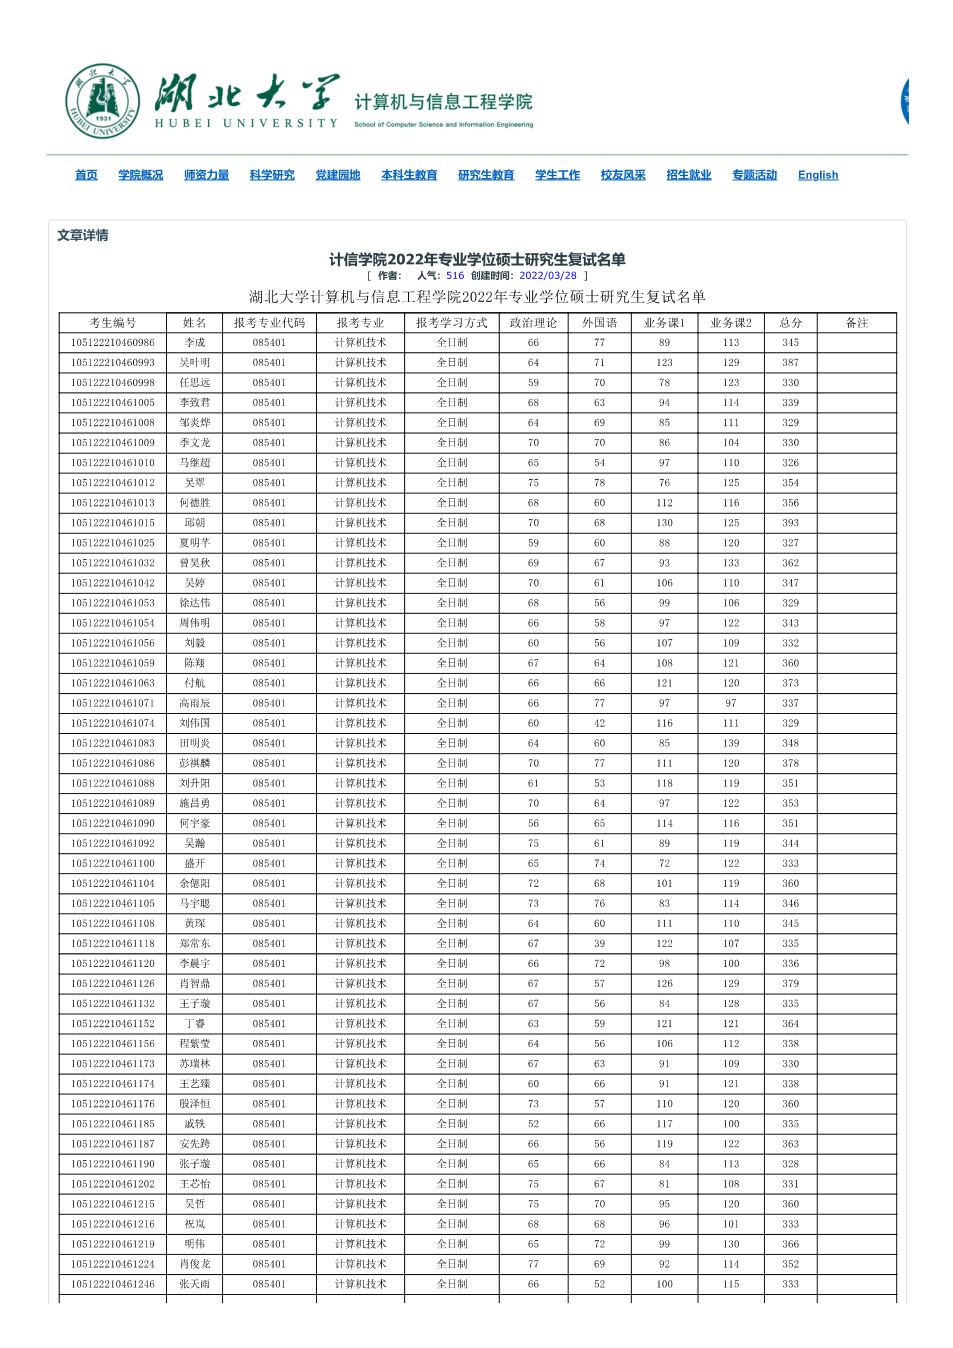 湖北大学 计算机与信息工程学院
HUBEI UNIVERSITY School of Computer Science and Information Engineering
首页 学院概况 师资力量 科学研究 党建园地 本科生教育 研究生教育 学生工作 校友风采 招生就业 专题活动 English
文章详情
计信学院2022年专业学位硕士研究生复试名单
[ 作者: 人气：516 创建时间：2022/03/28 ]
湖北大学计算机与信息工程学院2022年专业学位硕士研究生复试名单
考生编号 姓名 报考专业代码 报考专业 报考学习方式 政治理论 外国语 业务课1 业务课2 总分 备注
105122210460986 李成 085401 计算机技术 全日制 66 77 89 113 345
105122210460993 吴叶明 085401 计算机技术 全日制 64 71 123 129 387
105122210460998 任思远 085401 计算机技术 全日制 59 70 78 123 330
105122210461005 李致君 085401 计算机技术 全日制 68 63 94 114 339
105122210461008 邹炎烨 085401 计算机技术 全日制 64 69 85 111 329
105122210461009 季文龙 085401 计算机技术 全日制 70 70 86 104 330
105122210461010 马继超 085401 计算机技术 全日制 65 54 97 110 326
105122210461012 吴翠 085401 计算机技术 全日制 75 78 76 125 354
105122210461013 何德胜 085401 计算机技术 全日制 68 60 112 116 356
105122210461015 邱朝 085401 计算机技术 全日制 70 68 130 125 393
105122210461025 夏明芊 085401 计算机技术 全日制 59 60 88 120 327
105122210461032 曾昊秋 085401 计算机技术 全日制 69 67 93 133 362
105122210461042 吴婷 085401 计算机技术 全日制 70 61 106 110 347
105122210461053 徐达伟 085401 计算机技术 全日制 68 56 99 106 329
105122210461054 周伟明 085401 计算机技术 全日制 66 58 97 122 343
105122210461056 刘毅 085401 计算机技术 全日制 60 56 107 109 332
105122210461059 陈翔 085401 计算机技术 全日制 67 64 108 121 360
105122210461063 付航 085401 计算机技术 全日制 66 66 121 120 373
105122210461071 高雨辰 085401 计算机技术 全日制 66 77 97 97 337
105122210461074 刘伟国 085401 计算机技术 全日制 60 42 116 111 329
105122210461083 田明炎 085401 计算机技术 全日制 64 60 85 139 348
105122210461086 彭祺麟 085401 计算机技术 全日制 70 77 111 120 378
105122210461088 刘升阳 085401 计算机技术 全日制 61 53 118 119 351
105122210461089 施昌勇 085401 计算机技术 全日制 70 64 97 122 353
105122210461090 何宇豪 085401 计算机技术 全日制 56 65 114 116 351
105122210461092 吴瀚 085401 计算机技术 全日制 75 61 89 119 344
105122210461100 盛开 085401 计算机技术 全日制 65 74 72 122 333
105122210461104 余偲阳 085401 计算机技术 全日制 72 68 101 119 360
105122210461105 马宇聪 085401 计算机技术 全日制 73 76 83 114 346
105122210461108 黄琛 085401 计算机技术 全日制 64 60 111 110 345
105122210461118 郑常东 085401 计算机技术 全日制 67 39 122 107 335
105122210461120 李晨宇 085401 计算机技术 全日制 66 72 98 100 336
105122210461126 肖智鼎 085401 计算机技术 全日制 67 57 126 129 379
105122210461132 王子璇 085401 计算机技术 全日制 67 56 84 128 335
105122210461152 丁睿 085401 计算机技术 全日制 63 59 121 121 364
105122210461156 程紫莹 085401 计算机技术 全日制 64 56 106 112 338
105122210461173 苏瑞林 085401 计算机技术 全日制 67 63 91 109 330
105122210461174 王艺臻 085401 计算机技术 全日制 60 66 91 121 338
105122210461176 殷泽恒 085401 计算机技术 全日制 73 57 110 120 360
105122210461185 戚轶 085401 计算机技术 全日制 52 66 117 100 335
105122210461187 安先跨 085401 计算机技术 全日制 66 56 119 122 363
105122210461190 张子璇 085401 计算机技术 全日制 65 66 84 113 328
105122210461202 王芯怡 085401 计算机技术 全日制 75 67 81 108 331
105122210461215 吴哲 085401 计算机技术 全日制 75 70 95 120 360
105122210461216 祝岚 085401 计算机技术 全日制 68 68 96 101 333
105122210461219 明伟 085401 计算机技术 全日制 65 72 99 130 366
105122210461224 肖俊龙 085401 计算机技术 全日制 77 69 92 114 352
105122210461246 张天雨 085401 计算机技术 全日制 66 52 100 115 333